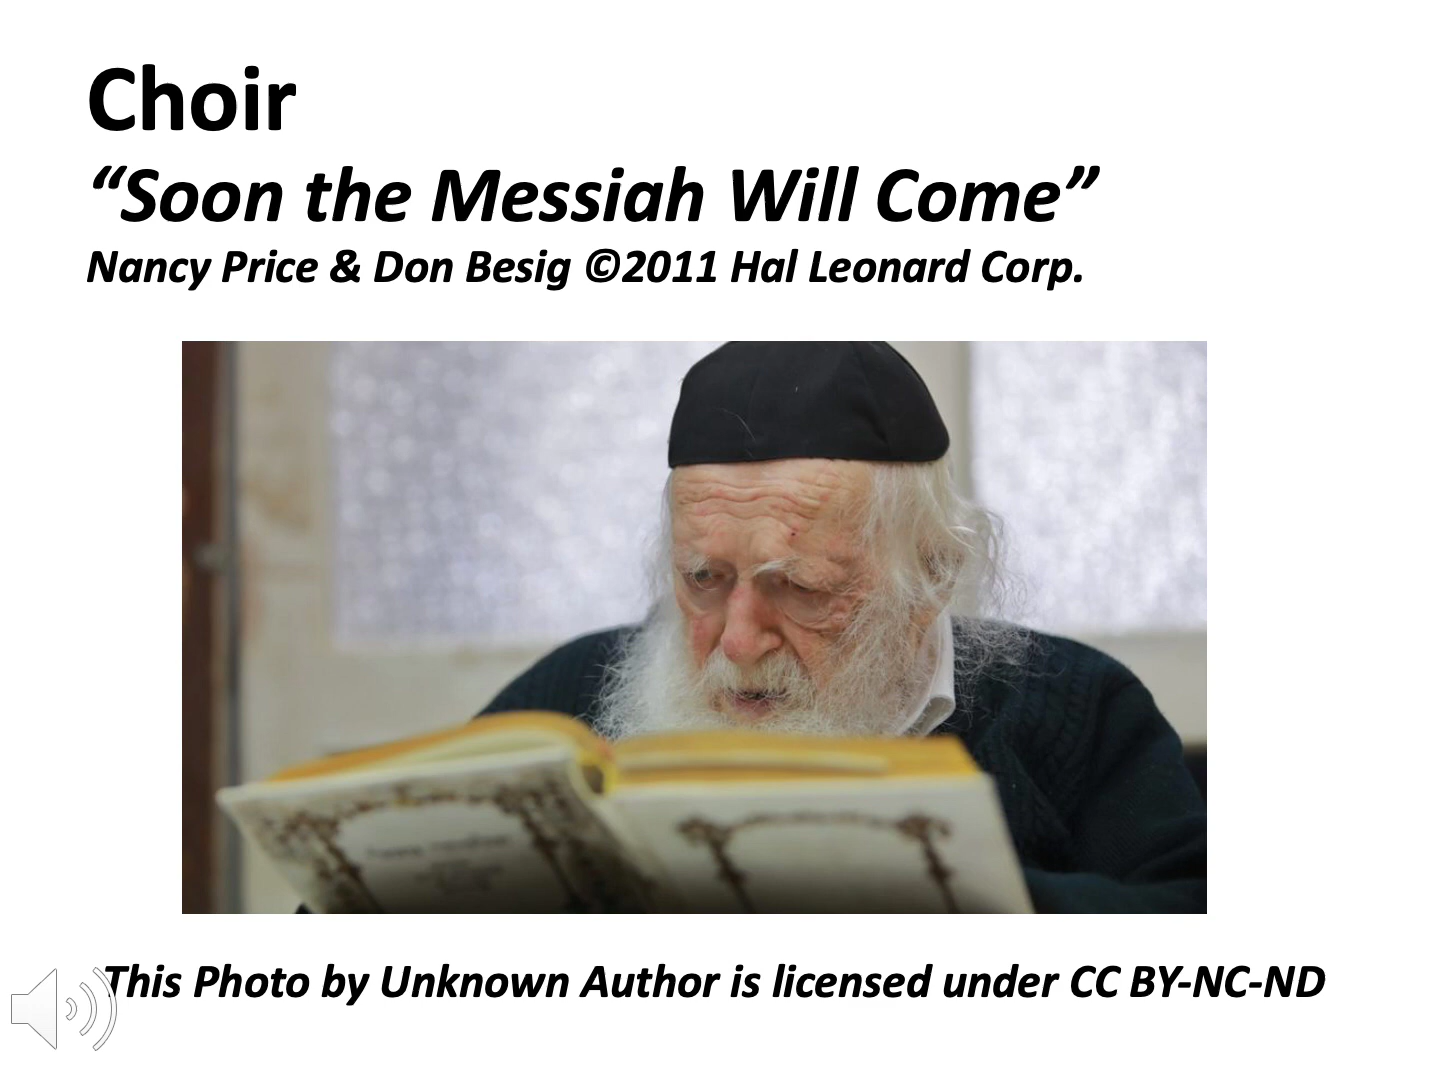 Choir
“Soon the Messiah Will Come”
Nancy Price & Don Besig ©2011 Hal Leonard Corp.
This Photo by Unknown Author is licensed under CC BY-NC-ND